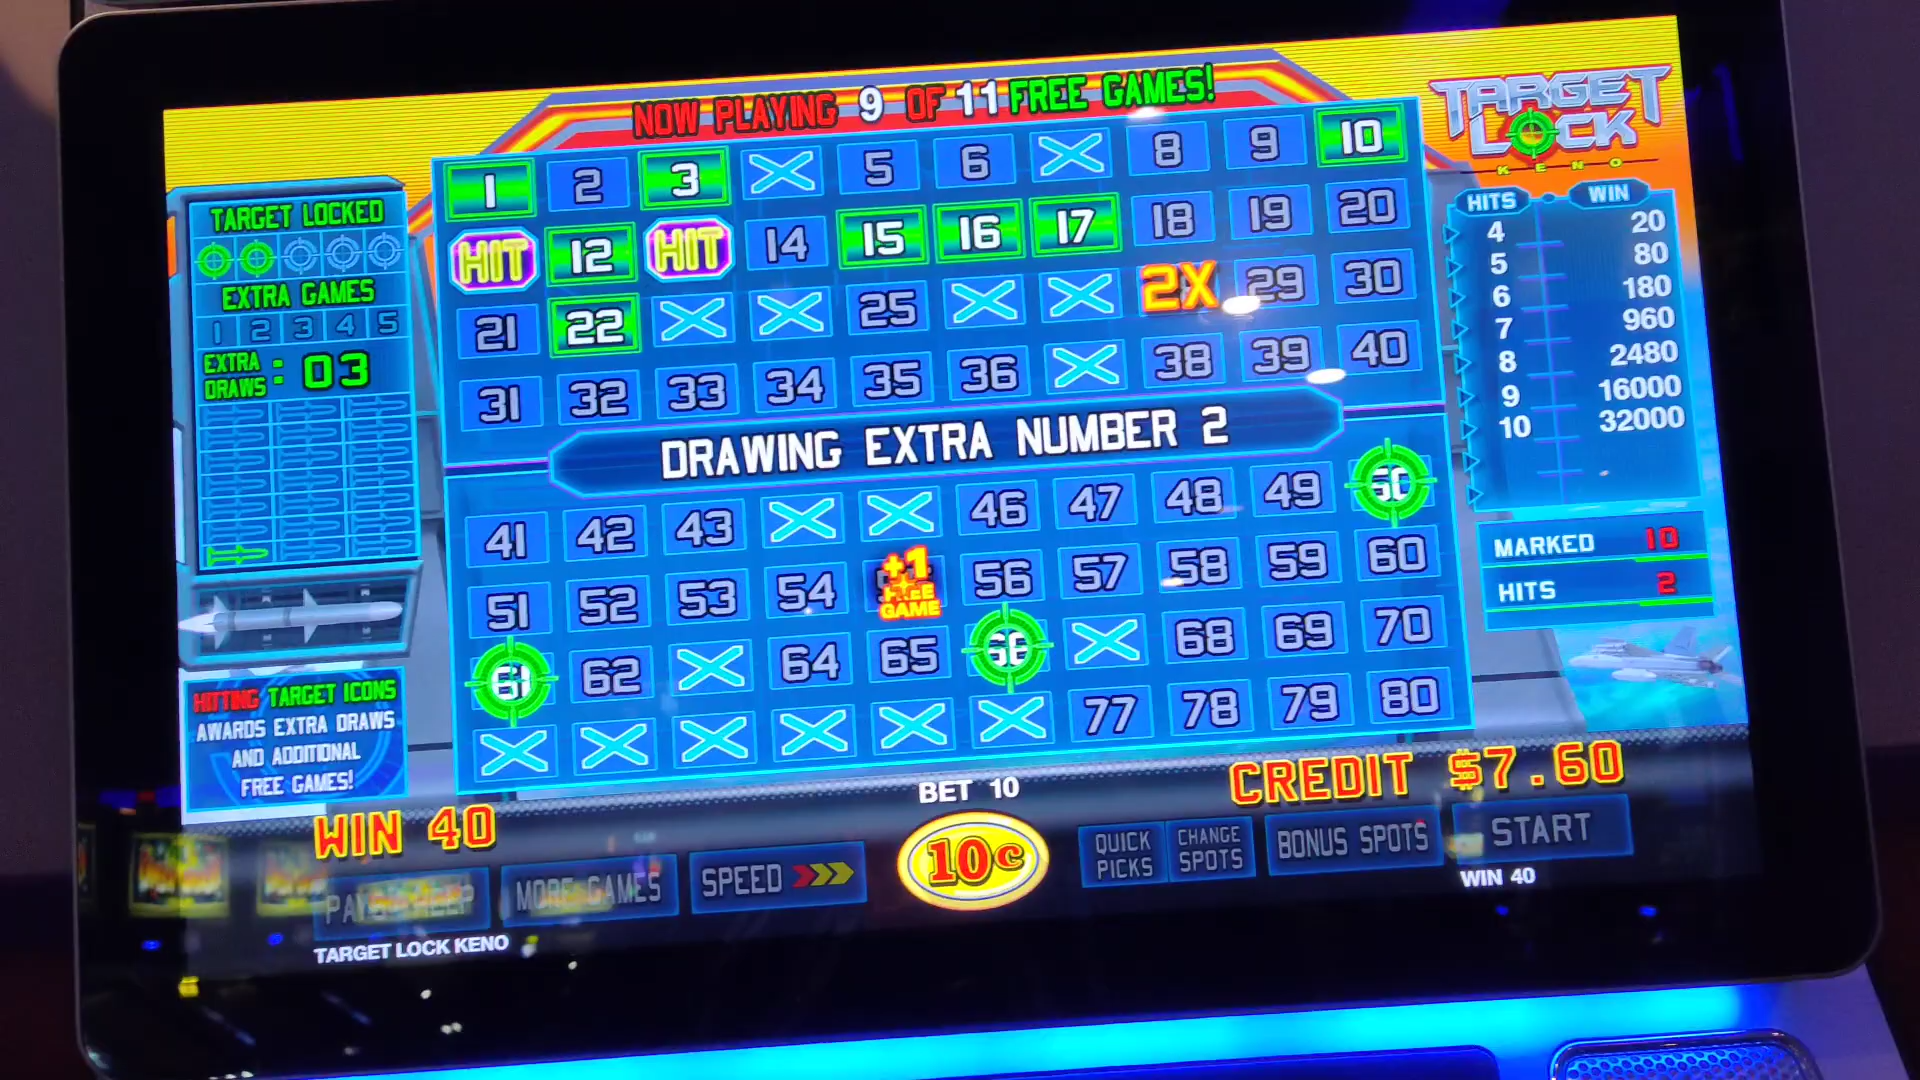 NOW PLAYING 9 OF 11 FREE GAMES!
TARGET LOCK
KENO
TARGET LOCKED
EXTRA GAMES
1 2 3 4 5
EXTRA DRAWS : 03
1 2 3 5 6 8 9 10
HIT 12 HIT 14 15 16 17 18 19 20
21 22 25 2X 29 30
31 32 33 34 35 36 38 39 40
DRAWING EXTRA NUMBER 2
41 42 43 46 47 48 49 50
51 52 53 54 +1 FREE GAME 56 57 58 59 60
61 62 64 65 66 68 69 70
77 78 79 80
HITS WIN
4 20
5 80
6 180
7 960
8 2480
9 16000
10 32000
MARKED 10
HITS 2
HITTING TARGET ICONS
AWARDS EXTRA DRAWS
AND ADDITIONAL
FREE GAMES!
WIN 40
BET 10
CREDIT $7.60
MORE GAMES
SPEED
10¢
QUICK PICKS
CHANGE SPOTS
BONUS SPOTS
START
WIN 40
TARGET LOCK KENO